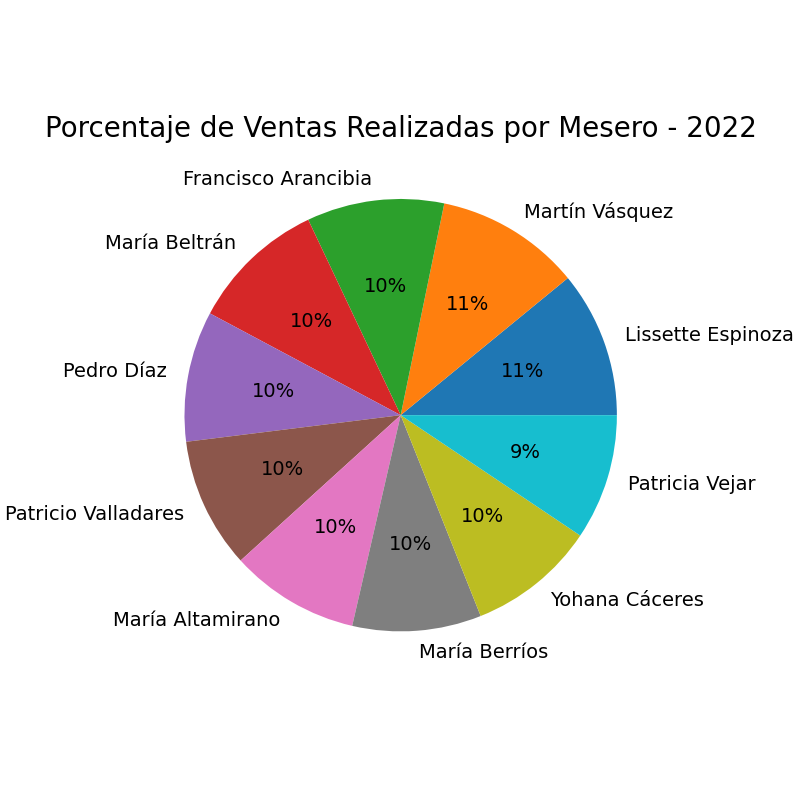 Porcentaje de Ventas Realizadas por Mesero - 2022
Francisco Arancibia
Martín Vásquez
María Beltrán
10%
11%
10%
Lissette Espinoza
Pedro Díaz
11%
10%
9%
10%
Patricia Vejar
Patricio Valladares
10%
10%
10%
Yohana Cáceres
María Altamirano
María Berríos